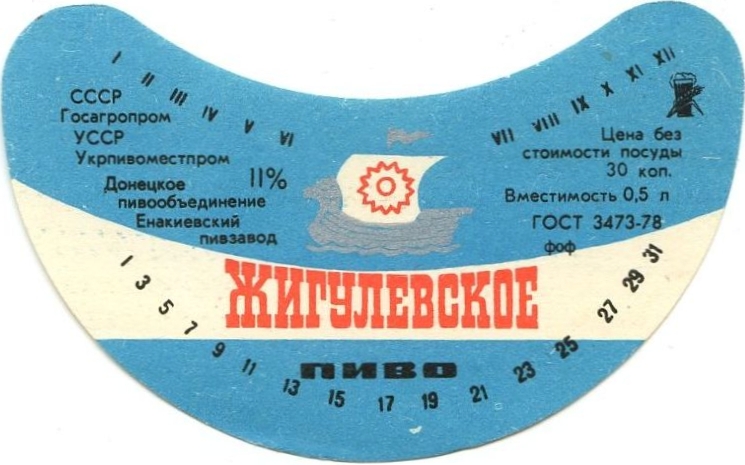 I II III IV V VI VII VIII IX X XI XII
СССР
Госагропром
УССР
Укрпивоместпром
Донецкое
пивообъединение
Енакиевский
пивзавод
11%
Цена без
стоимости посуды
30 коп.
Вместимость 0,5 л
ГОСТ 3473-78
фоф
ЖИГУЛЕВСКОЕ
пиво
1 3 5 7 9 11 13 15 17 19 21 23 25 27 29 31